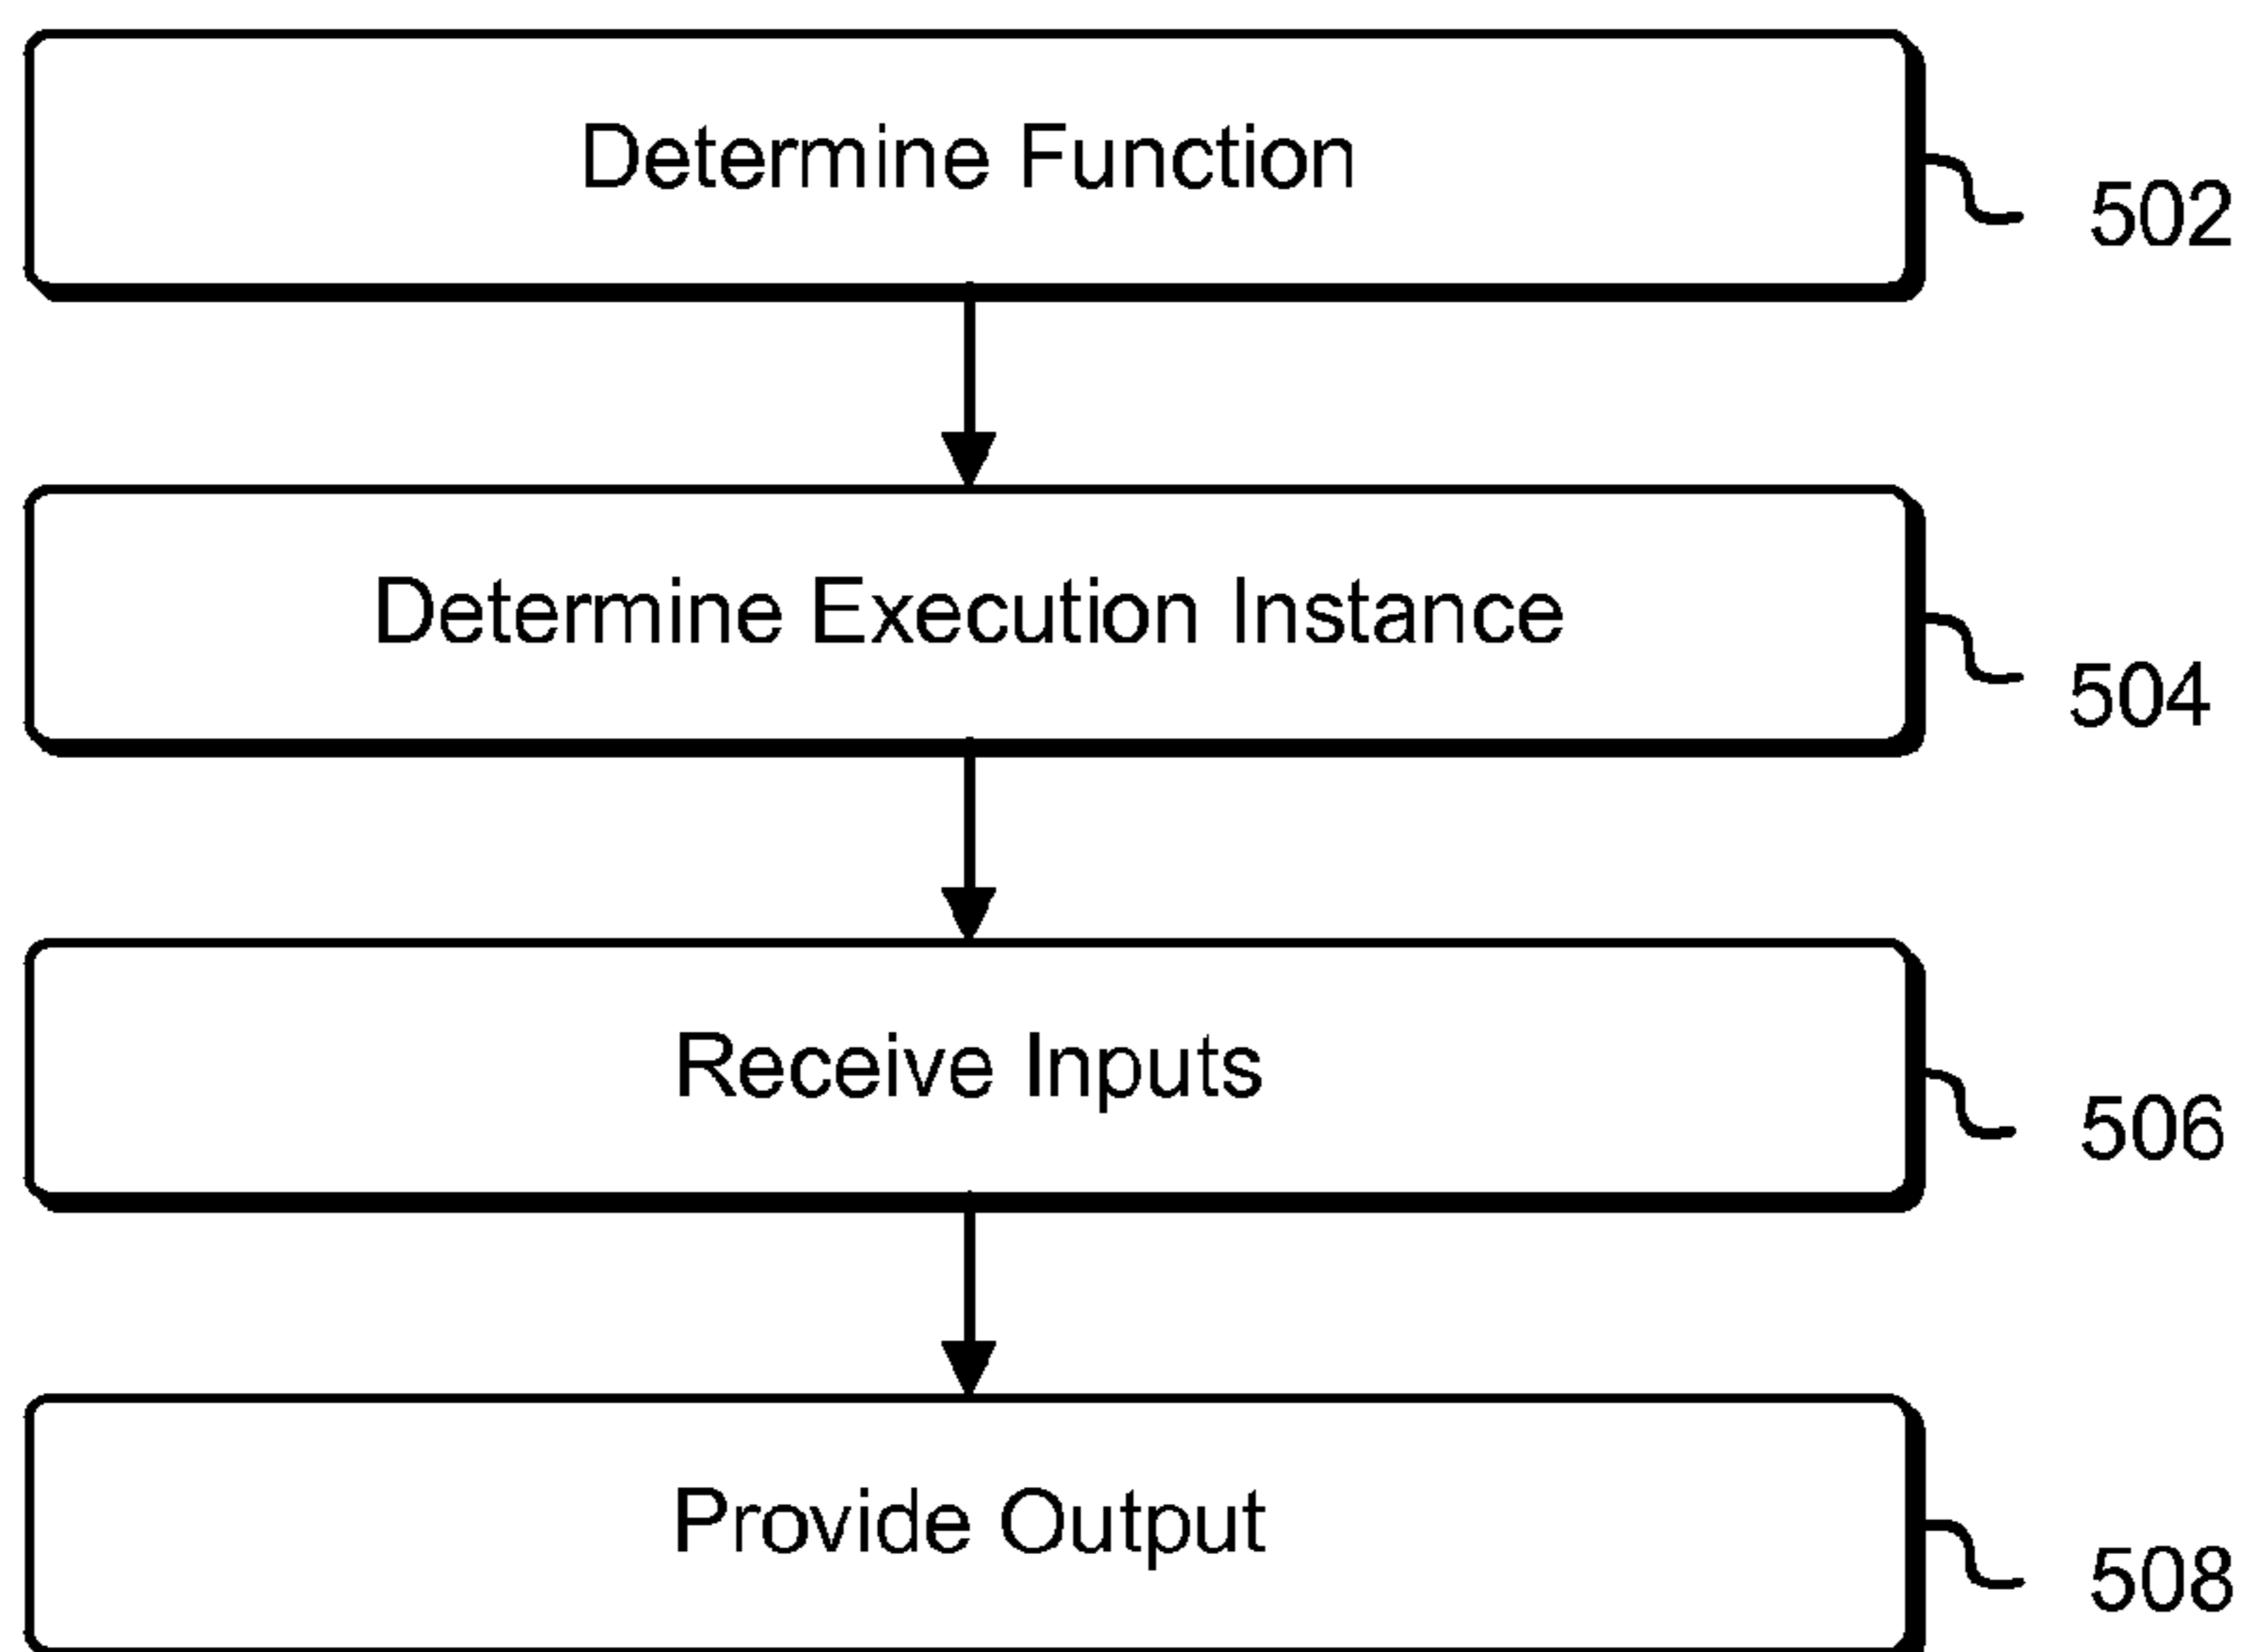 Determine Function
502
Determine Execution Instance
504
Receive Inputs
506
Provide Output
508